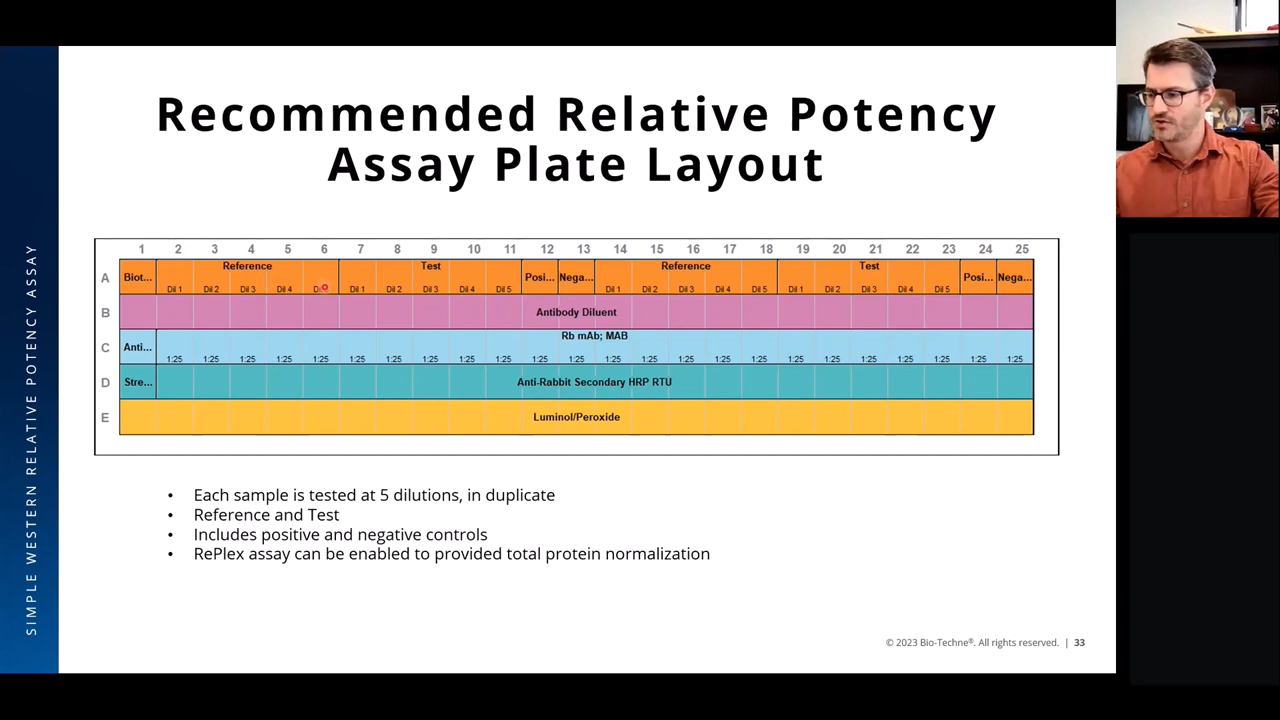 Recommended Relative Potency
Assay Plate Layout
SIMPLE WESTERN RELATIVE POTENCY ASSAY
1 2 3 4 5 6 7 8 9 10 11 12 13 14 15 16 17 18 19 20 21 22 23 24 25
A Biot... Reference Test Posi... Nega... Reference Test Posi... Nega...
Dil 1 Dil 2 Dil 3 Dil 4 Dil 1 Dil 2 Dil 3 Dil 4 Dil 5 Dil 1 Dil 2 Dil 3 Dil 4 Dil 5 Dil 1 Dil 2 Dil 3 Dil 4 Dil 5
B Antibody Diluent
C Anti... Rb mAb; MAB
1:25 1:25 1:25 1:25 1:25 1:25 1:25 1:25 1:25 1:25 1:25 1:25 1:25 1:25 1:25 1:25 1:25 1:25 1:25 1:25 1:25 1:25 1:25 1:25
D Stre... Anti-Rabbit Secondary HRP RTU
E Luminol/Peroxide
• Each sample is tested at 5 dilutions, in duplicate
• Reference and Test
• Includes positive and negative controls
• RePlex assay can be enabled to provided total protein normalization
© 2023 Bio-Techne®. All rights reserved. | 33